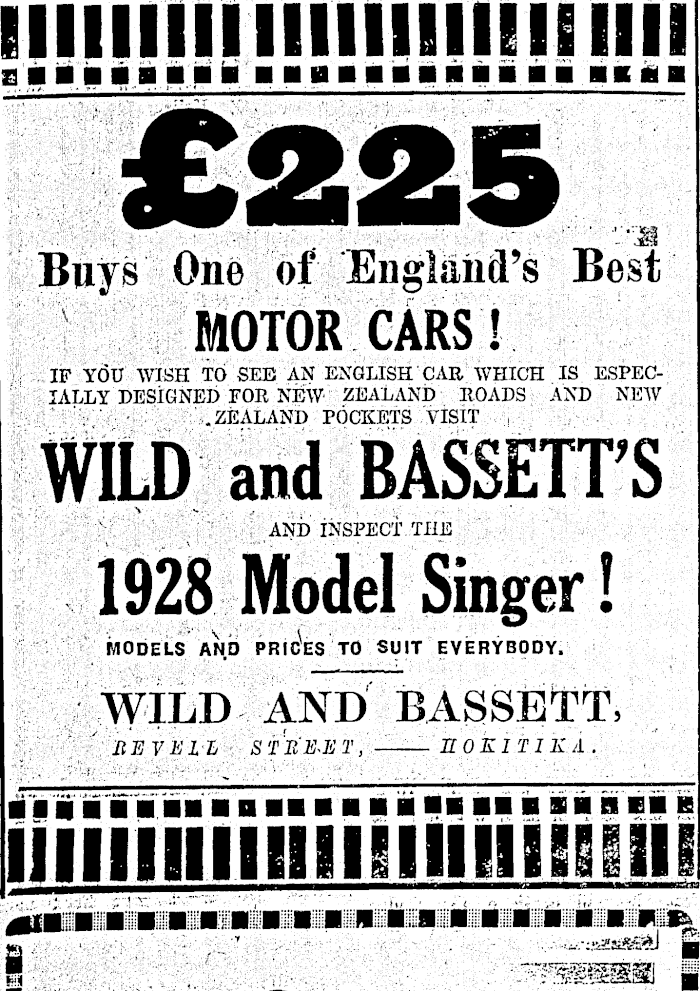 £225
Buys One of England's Best
MOTOR CARS!
IF YOU WISH TO SEE AN ENGLISH CAR WHICH IS ESPEC-
IALLY DESIGNED FOR NEW ZEALAND ROADS AND NEW
ZEALAND POCKETS VISIT
WILD and BASSETT'S
AND INSPECT THE
1928 Model Singer!
MODELS AND PRICES TO SUIT EVERYBODY.
WILD AND BASSETT,
REVELL STREET, —— HOKITIKA.